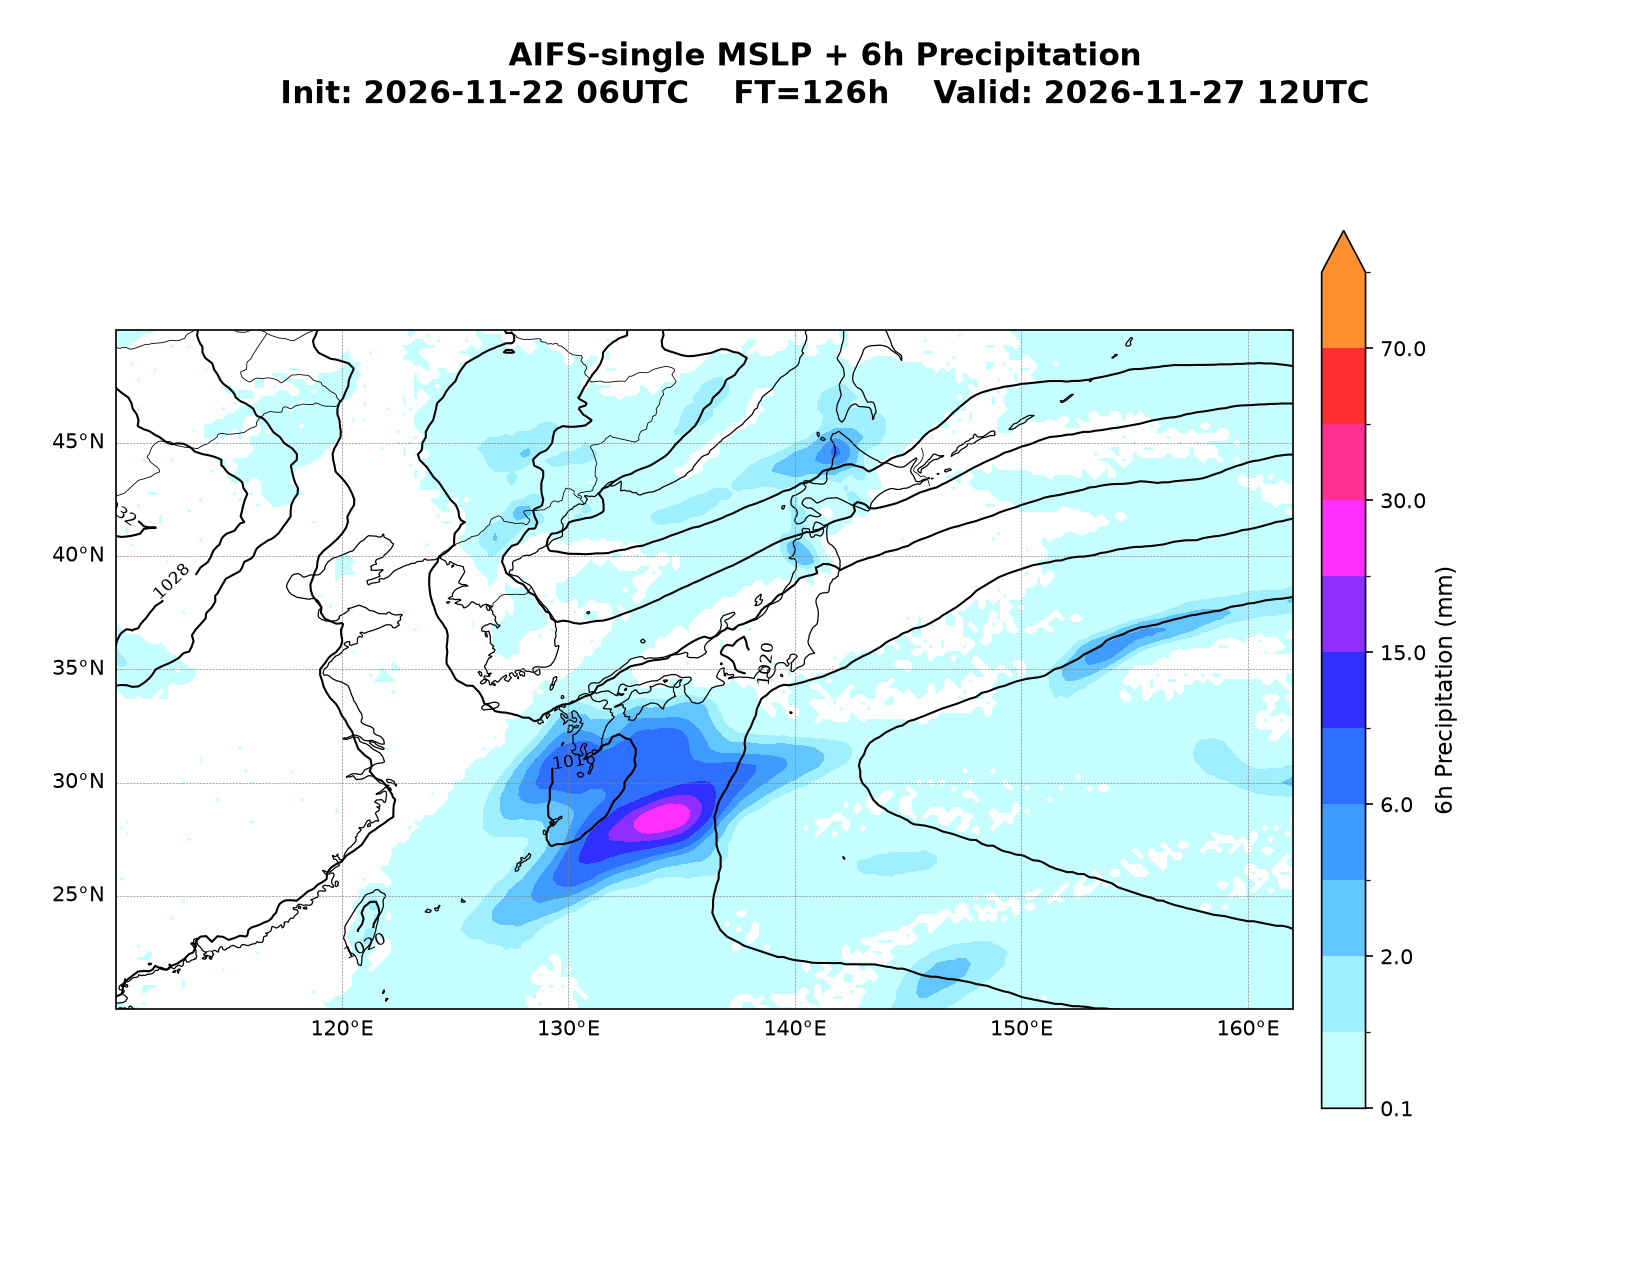 AIFS-single MSLP + 6h Precipitation
Init: 2026-11-22 06UTC    FT=126h    Valid: 2026-11-27 12UTC
70.0
30.0
15.0
6.0
2.0
0.1
6h Precipitation (mm)
45°N
40°N
35°N
30°N
25°N
120°E
130°E
140°E
150°E
160°E
32
1028
1020
1016
1020